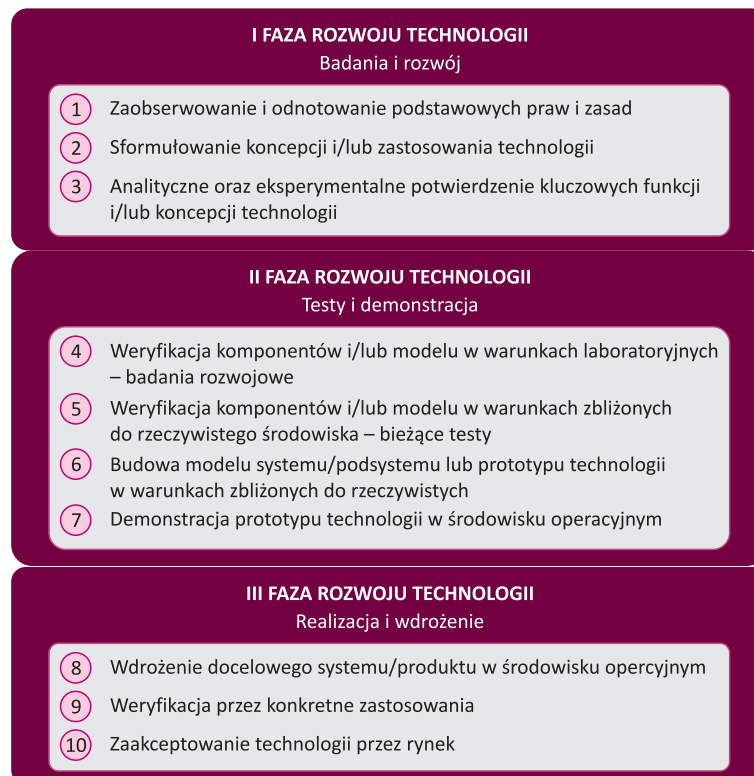 I FAZA ROZWOJU TECHNOLOGII
Badania i rozwój
1 Zaobserwowanie i odnotowanie podstawowych praw i zasad
2 Sformułowanie koncepcji i/lub zastosowania technologii
3 Analityczne oraz eksperymentalne potwierdzenie kluczowych funkcji
i/lub koncepcji technologii
II FAZA ROZWOJU TECHNOLOGII
Testy i demonstracja
4 Weryfikacja komponentów i/lub modelu w warunkach laboratoryjnych
– badania rozwojowe
5 Weryfikacja komponentów i/lub modelu w warunkach zbliżonych
do rzeczywistego środowiska – bieżące testy
6 Budowa modelu systemu/podsystemu lub prototypu technologii
w warunkach zbliżonych do rzeczywistych
7 Demonstracja prototypu technologii w środowisku operacyjnym
III FAZA ROZWOJU TECHNOLOGII
Realizacja i wdrożenie
8 Wdrożenie docelowego systemu/produktu w środowisku opercyjnym
9 Weryfikacja przez konkretne zastosowania
10 Zaakceptowanie technologii przez rynek